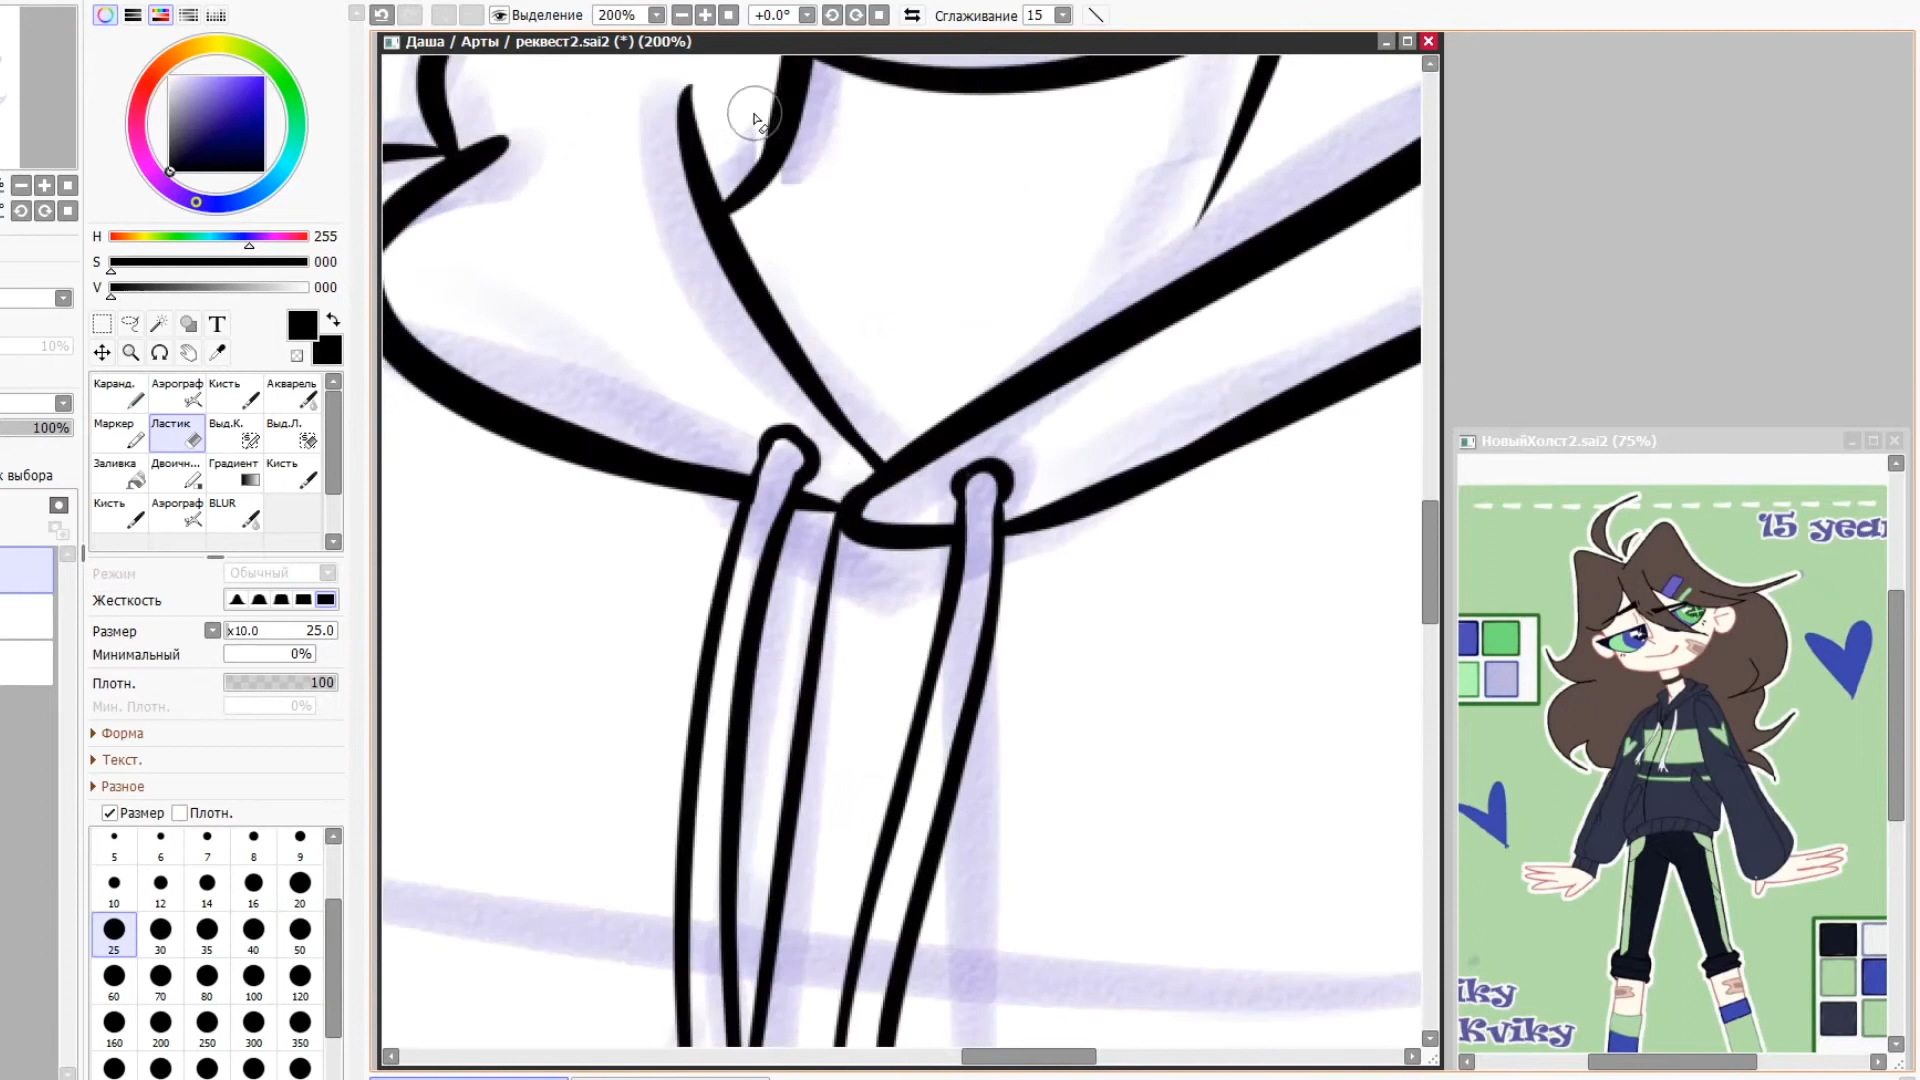 Выделение 200% +0.0° Сглаживание 15
Даша / Арты / реквест2.sai2 (*) (200%)
H 255
S 000
V 000
T
10%
Каранд. Аэрограф Кисть Акварель
Маркер Ластик Выд.К. Выд.Л.
Заливка Двоичн... Градиент Кисть
Кисть Аэрограф BLUR
100%
к выбора
Режим Обычный
Жесткость
Размер x10.0 25.0
Минимальный 0%
Плотн. 100
Мин. Плотн. 0%
Форма
Текст.
Разное
Размер Плотн.
5 6 7 8 9
10 12 14 16 20
25 30 35 40 50
60 70 80 100 120
160 200 250 300 350
НовыйХолст2.sai2 (75%)
15 year
iky
Kviky